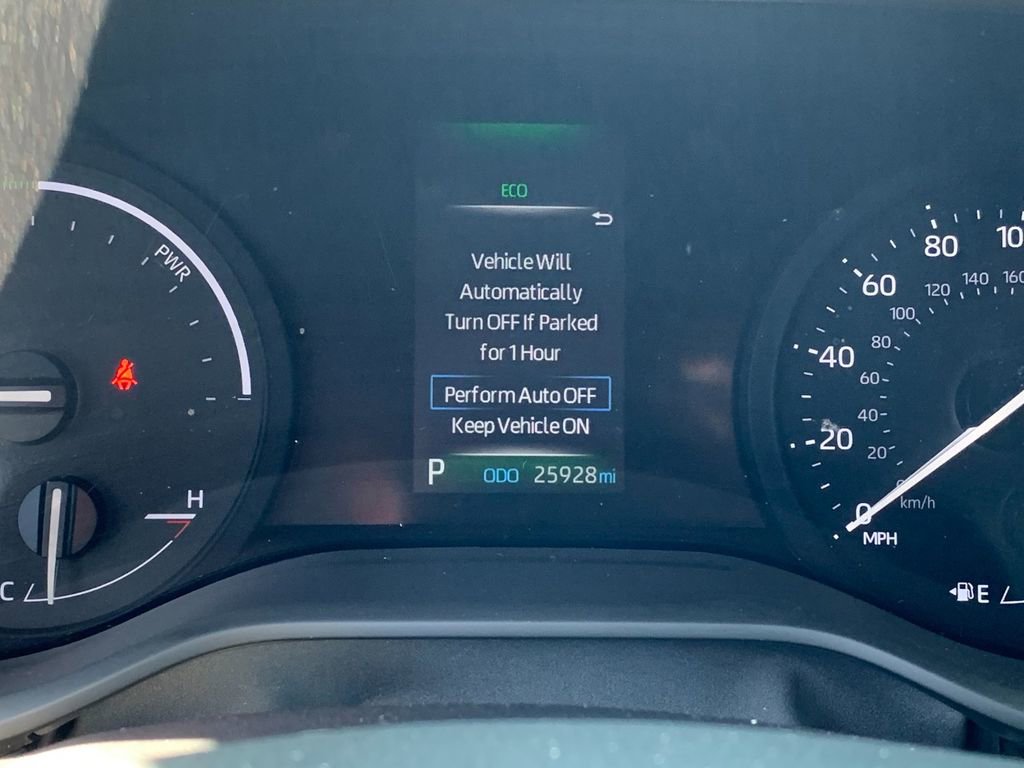 ECO
Vehicle Will
Automatically
Turn OFF If Parked
for 1 Hour
Perform Auto OFF
Keep Vehicle ON
P ODO 25928 mi
PWR
H
C
80
60
40
20
0
MPH
160
140
120
100
80
60
40
20
km/h
E